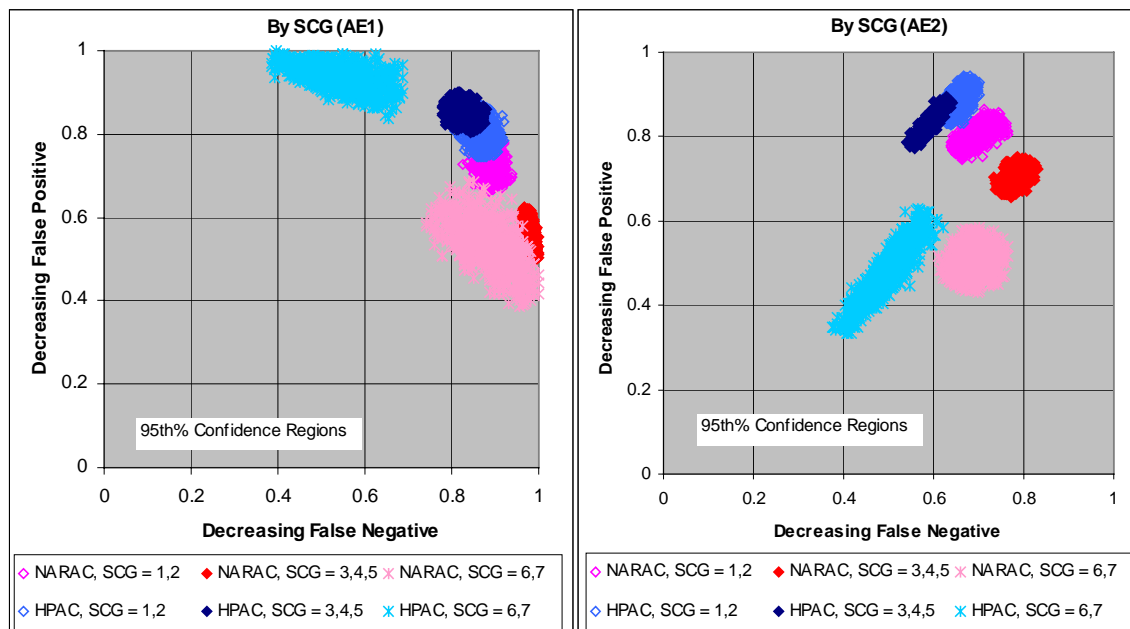 By SCG (AE1)
Decreasing False Positive
1
0.8
0.6
0.4
0.2
0
95th% Confidence Regions
0 0.2 0.4 0.6 0.8 1
Decreasing False Negative
NARAC, SCG = 1,2 NARAC, SCG = 3,4,5 NARAC, SCG = 6,7
HPAC, SCG = 1,2 HPAC, SCG = 3,4,5 HPAC, SCG = 6,7
By SCG (AE2)
Decreasing False Positive
1
0.8
0.6
0.4
0.2
0
95th% Confidence Regions
0 0.2 0.4 0.6 0.8 1
Decreasing False Negative
NARAC, SCG = 1,2 NARAC, SCG = 3,4,5 NARAC, SCG = 6,7
HPAC, SCG = 1,2 HPAC, SCG = 3,4,5 HPAC, SCG = 6,7